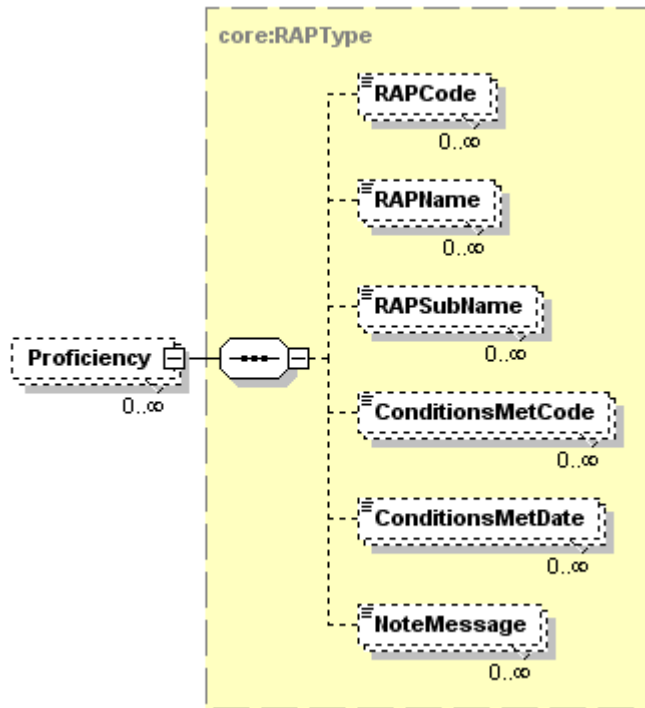 core:RAPType
RAPCode
0..∞
RAPName
0..∞
RAPSubName
0..∞
Proficiency
0..∞
ConditionsMetCode
0..∞
ConditionsMetDate
0..∞
NoteMessage
0..∞